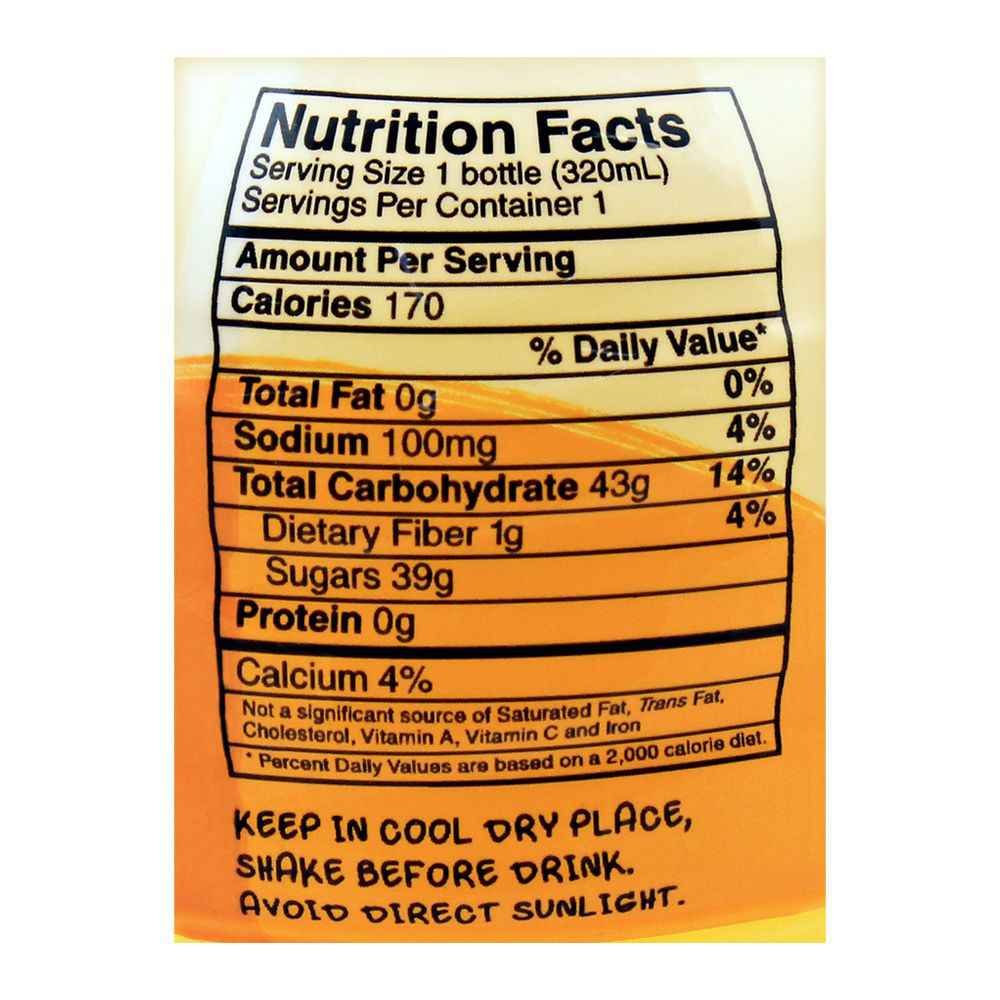 Nutrition Facts
Serving Size 1 bottle (320mL)
Servings Per Container 1
Amount Per Serving
Calories 170
% Daily Value*
Total Fat 0g 0%
Sodium 100mg 4%
Total Carbohydrate 43g 14%
Dietary Fiber 1g 4%
Sugars 39g
Protein 0g
Calcium 4%
Not a significant source of Saturated Fat, Trans Fat,
Cholesterol, Vitamin A, Vitamin C and Iron
* Percent Daily Values are based on a 2,000 calorie diet.
KEEP IN COOL DRY PLACE,
SHAKE BEFORE DRINK.
AVOID DIRECT SUNLIGHT.